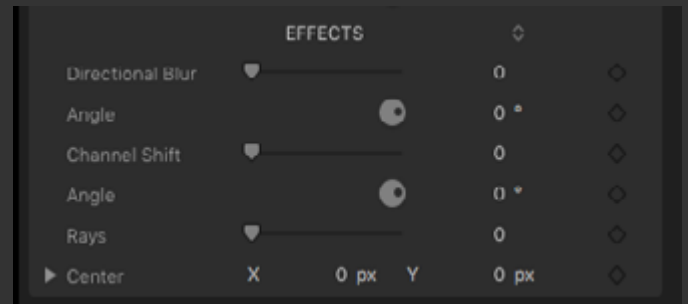 EFFECTS
Directional Blur 0
Angle 0 °
Channel Shift 0
Angle 0 °
Rays 0
Center X 0 px Y 0 px